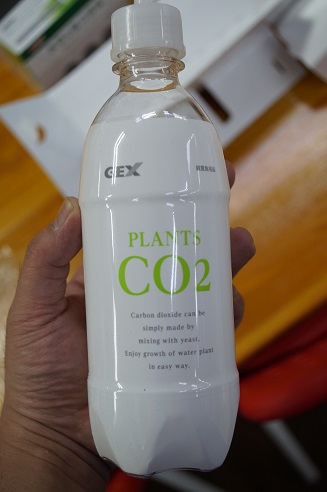 GEX
PLANTS
CO2
Carbon dioxide can be
simply made by
mixing with yeast.
Enjoy growth of water plant
in easy way.